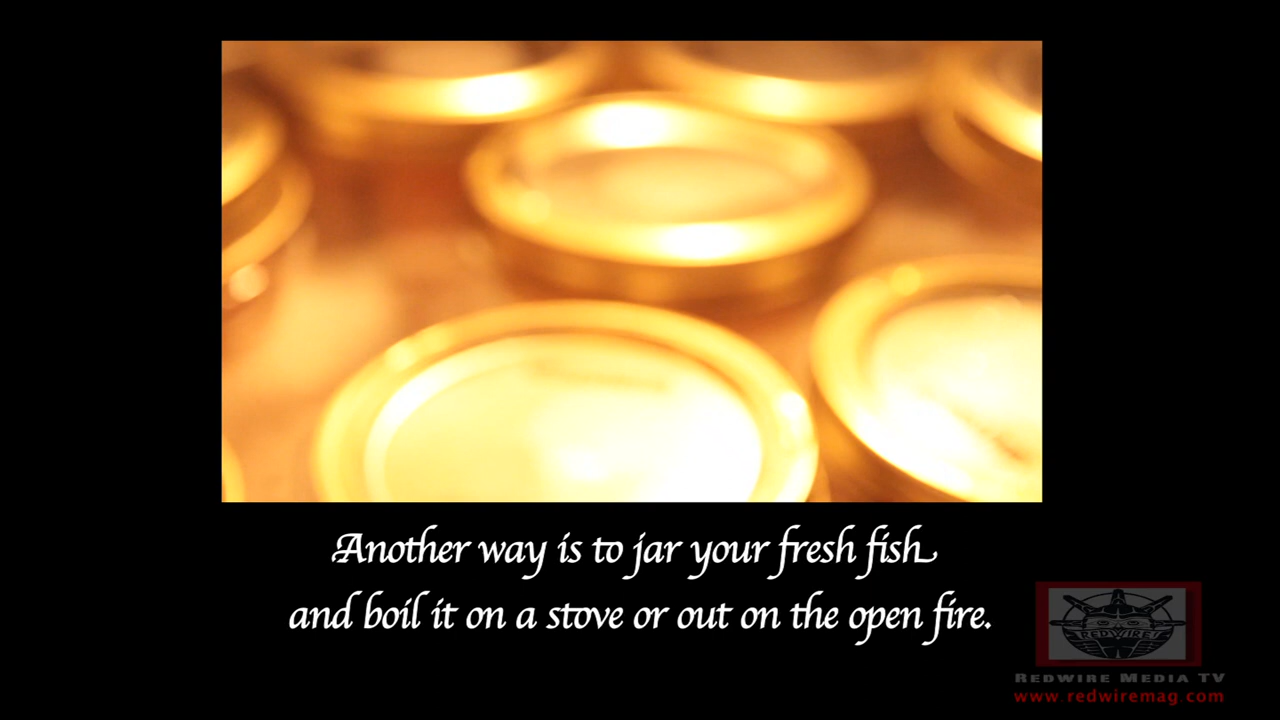 Another way is to jar your fresh fish
and boil it on a stove or out on the open fire.
REDWIRE
REDWIRE MEDIA TV
www.redwiremag.com